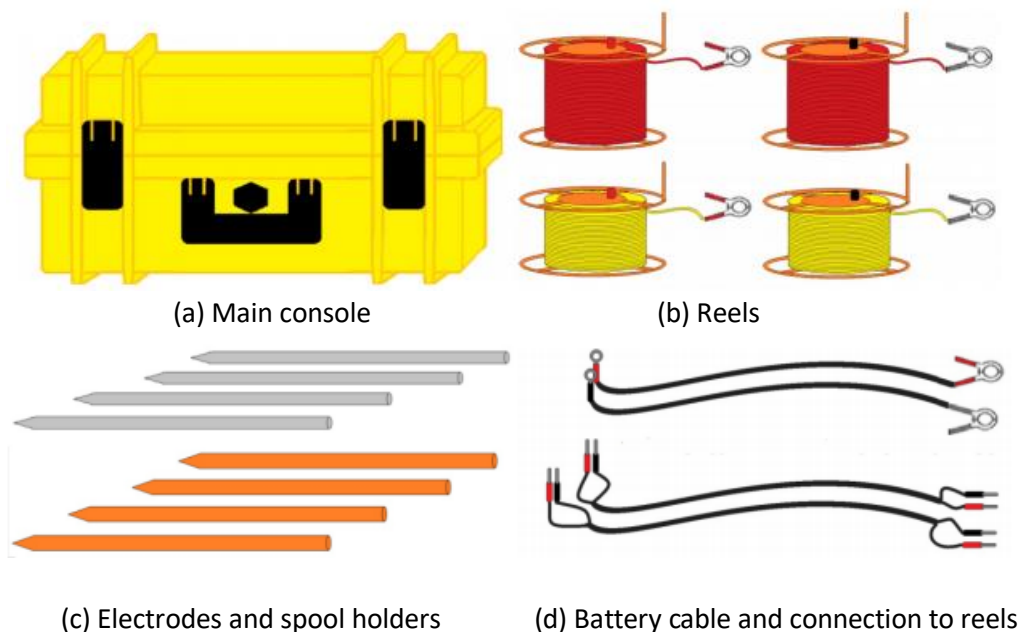 (a) Main console
(b) Reels
(c) Electrodes and spool holders
(d) Battery cable and connection to reels